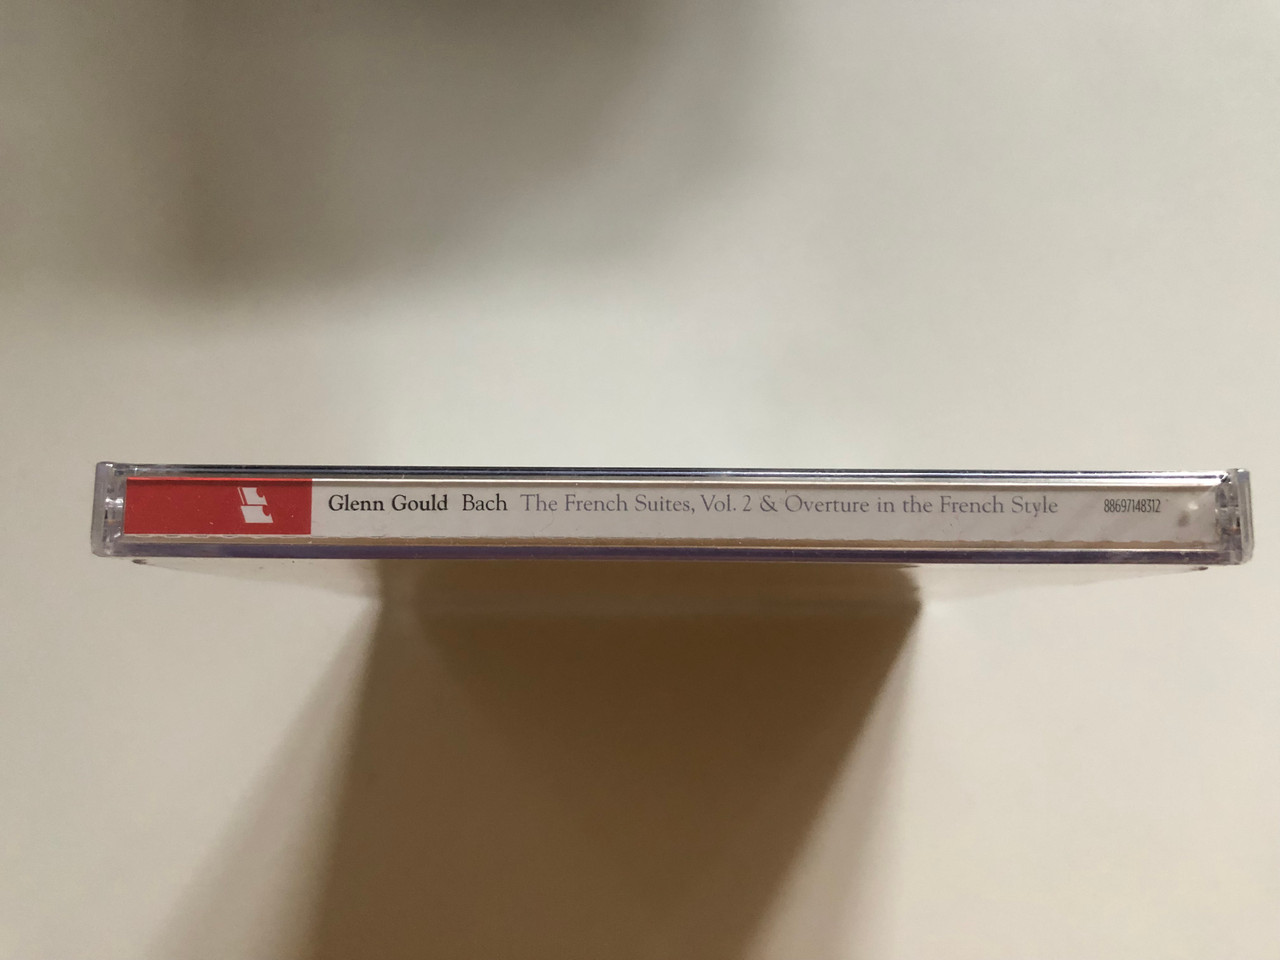 Glenn Gould Bach The French Suites, Vol. 2 & Overture in the French Style 88697148312